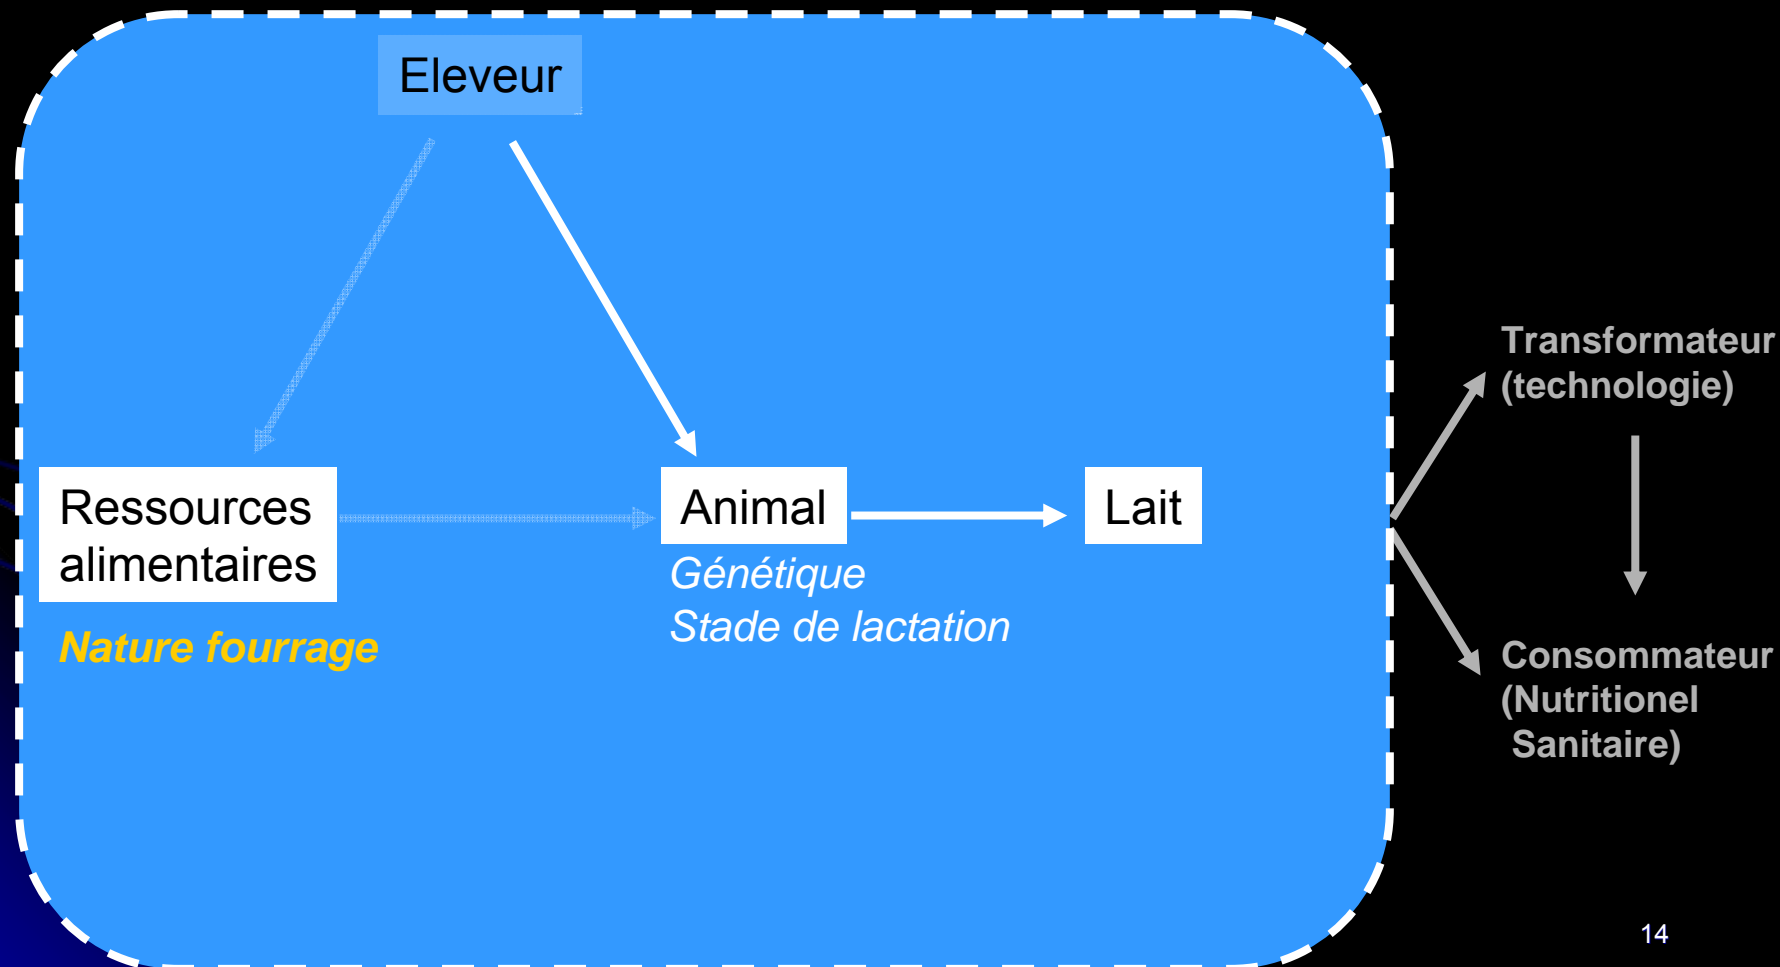 Eleveur
Ressources
alimentaires
Nature fourrage
Animal
Génétique
Stade de lactation
Lait
Transformateur
(technologie)
Consommateur
(Nutritionel
Sanitaire)
14